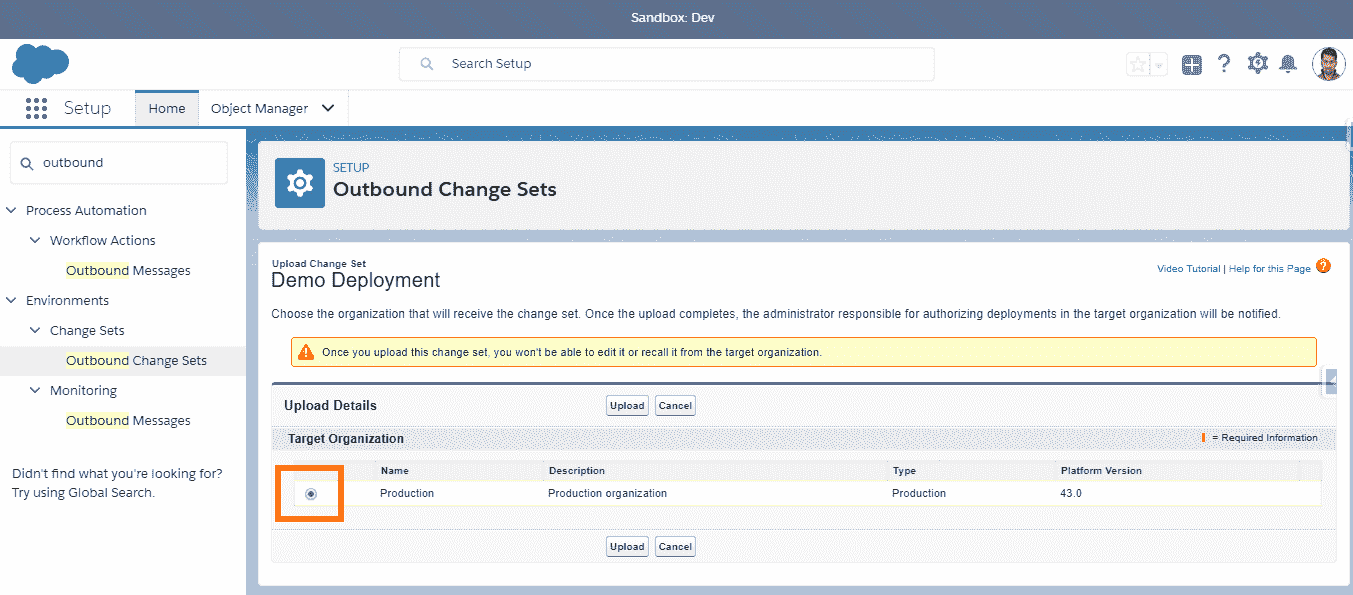 Sandbox: Dev
Search Setup
Setup
Home
Object Manager
outbound
Process Automation
Workflow Actions
Outbound Messages
Environments
Change Sets
Outbound Change Sets
Monitoring
Outbound Messages
Didn't find what you're looking for?
Try using Global Search.
SETUP
Outbound Change Sets
Upload Change Set
Demo Deployment
Video Tutorial | Help for this Page ?
Choose the organization that will receive the change set. Once the upload completes, the administrator responsible for authorizing deployments in the target organization will be notified.
Once you upload this change set, you won't be able to edit it or recall it from the target organization.
Upload Details
Upload Cancel
Target Organization
= Required Information
Name Description Type Platform Version
Production Production organization Production 43.0
Upload Cancel